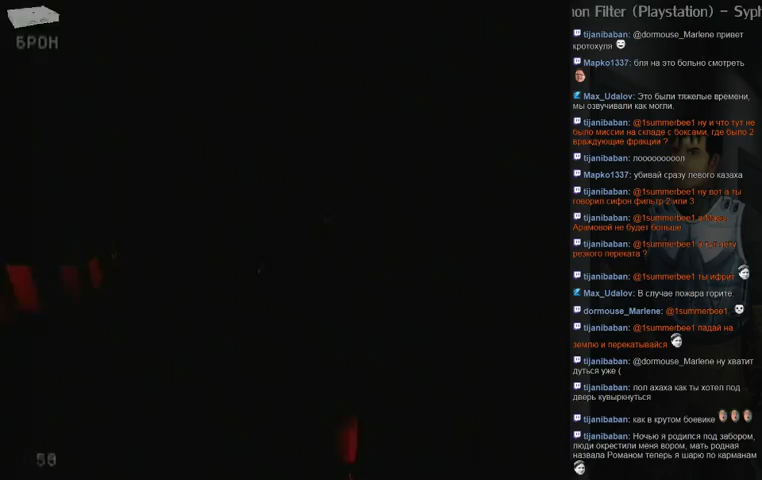 non Filter (Playstation) - Syph
БРОН
tijanibaban: @dormouse_Marlene привет
кротохуля
Mapko1337: бля на это больно смотреть
Max_Udalov: Это были тяжелые времени,
мы озвучивали как могли.
tijanibaban: @1summerbee1 ну и что тут не
было миссии на складе с боксами, где было 2
враждующие фракции ?
tijanibaban: лооооооооол
Mapko1337: убивай сразу левого казаха
tijanibaban: @1summerbee1 ну вот а ты
говорил сифон фильтр 2 или 3
tijanibaban: @1summerbee1
Арамовой не будет больше
tijanibaban: @1summerbee1
резкого переката ?
tijanibaban: @1summerbee1 ты ифрит
Max_Udalov: В случае пожара горите.
dormouse_Marlene: @1summerbee1,
tijanibaban: @1summerbee1 падай на
землю и перекатывайся
tijanibaban: @dormouse_Marlene ну хватит
дуться уже (
tijanibaban: лол ахаха как ты хотел под
дверь кувыркнуться
tijanibaban: как в крутом боевике
tijanibaban: Ночью я родился под забором,
люди окрестили меня вором, мать родная
назвала Романом теперь я шарю по карманам
58